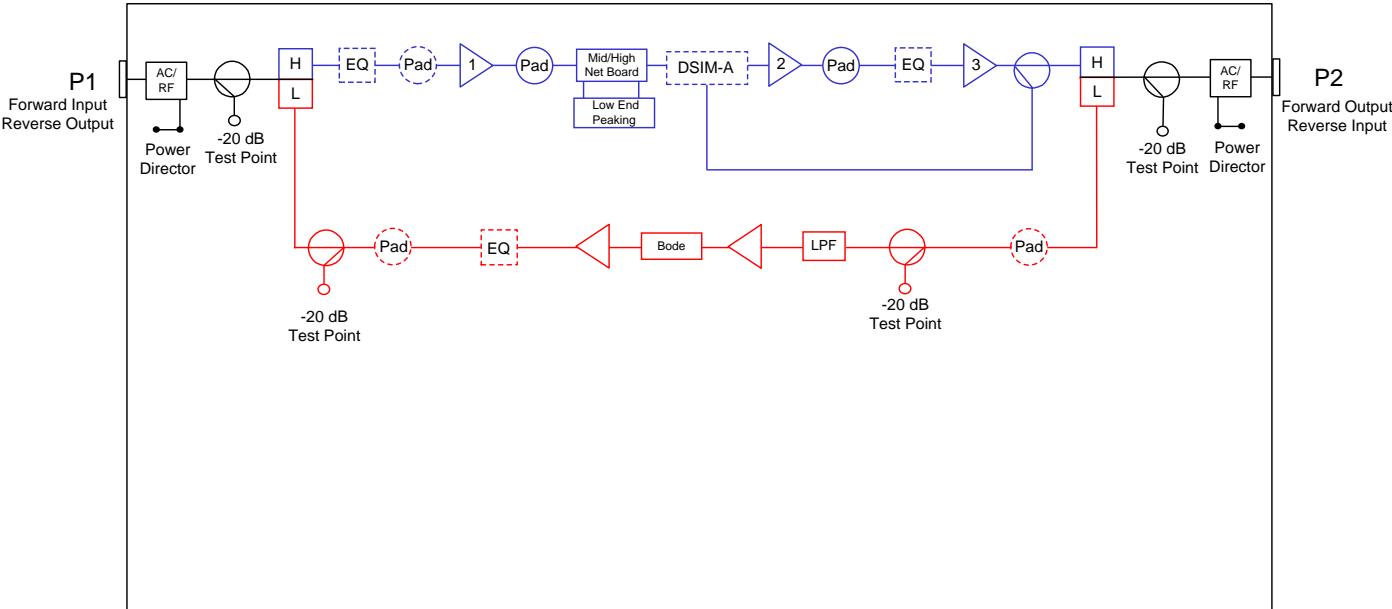 P1
Forward Input
Reverse Output
AC/
RF
Power
Director
-20 dB
Test Point
H
L
EQ
Pad
1
Pad
Mid/High
Net Board
Low End
Peaking
DSIM-A
2
Pad
EQ
3
H
L
-20 dB
Test Point
AC/
RF
Power
Director
P2
Forward Output
Reverse Input
Pad
EQ
Bode
LPF
Pad
-20 dB
Test Point
-20 dB
Test Point